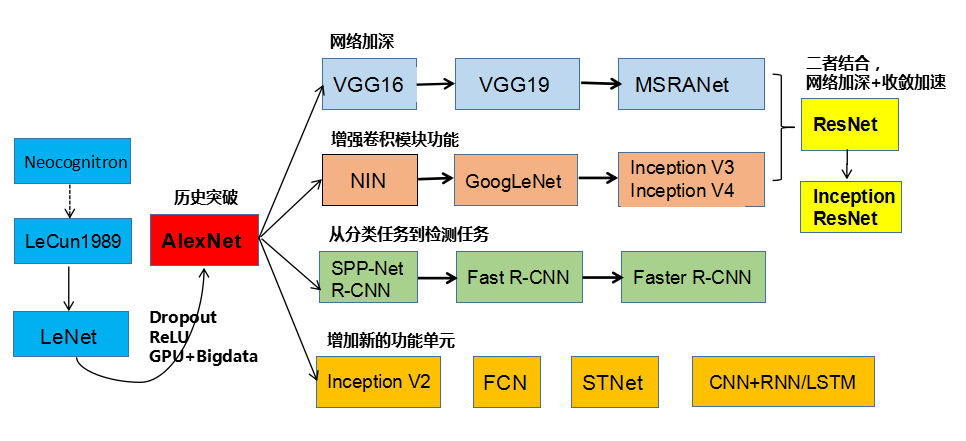 网络加深
VGG16
VGG19
MSRANet
二者结合，
网络加深+收敛加速
ResNet
Inception
ResNet
Neocognitron
LeCun1989
LeNet
历史突破
AlexNet
Dropout
ReLU
GPU+Bigdata
增强卷积模块功能
NIN
GoogLeNet
Inception V3
Inception V4
从分类任务到检测任务
SPP-Net
R-CNN
Fast R-CNN
Faster R-CNN
增加新的功能单元
Inception V2
FCN
STNet
CNN+RNN/LSTM